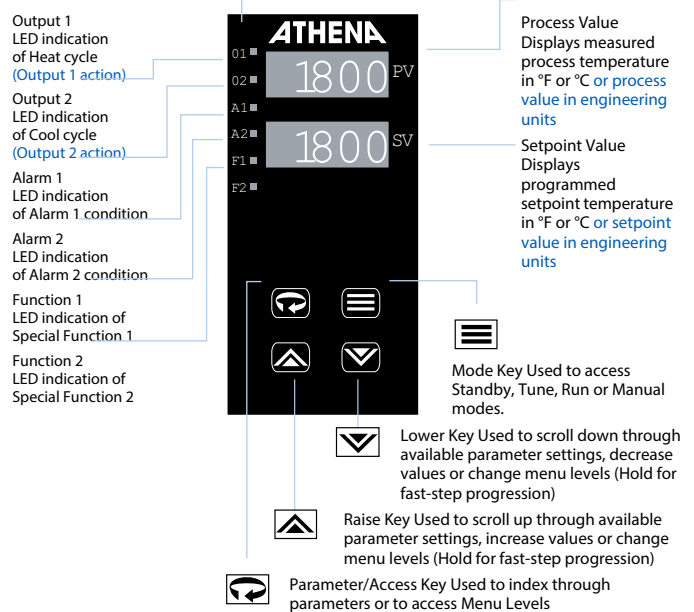 Output 1
LED indication
of Heat cycle
(Output 1 action)
Output 2
LED indication
of Cool cycle
(Output 2 action)
Alarm 1
LED indication
of Alarm 1 condition
Alarm 2
LED indication
of Alarm 2 condition
Function 1
LED indication of
Special Function 1
Function 2
LED indication of
Special Function 2
ATHENA
O1
1800 PV
O2
A1
A2
1800 SV
F1
F2
Process Value
Displays measured
process temperature
in °F or °C or process
value in engineering
units
Setpoint Value
Displays
programmed
setpoint temperature
in °F or °C or setpoint
value in engineering
units
Mode Key Used to access
Standby, Tune, Run or Manual
modes.
Lower Key Used to scroll down through
available parameter settings, decrease
values or change menu levels (Hold for
fast-step progression)
Raise Key Used to scroll up through available
parameter settings, increase values or change
menu levels (Hold for fast-step progression)
Parameter/Access Key Used to index through
parameters or to access Menu Levels